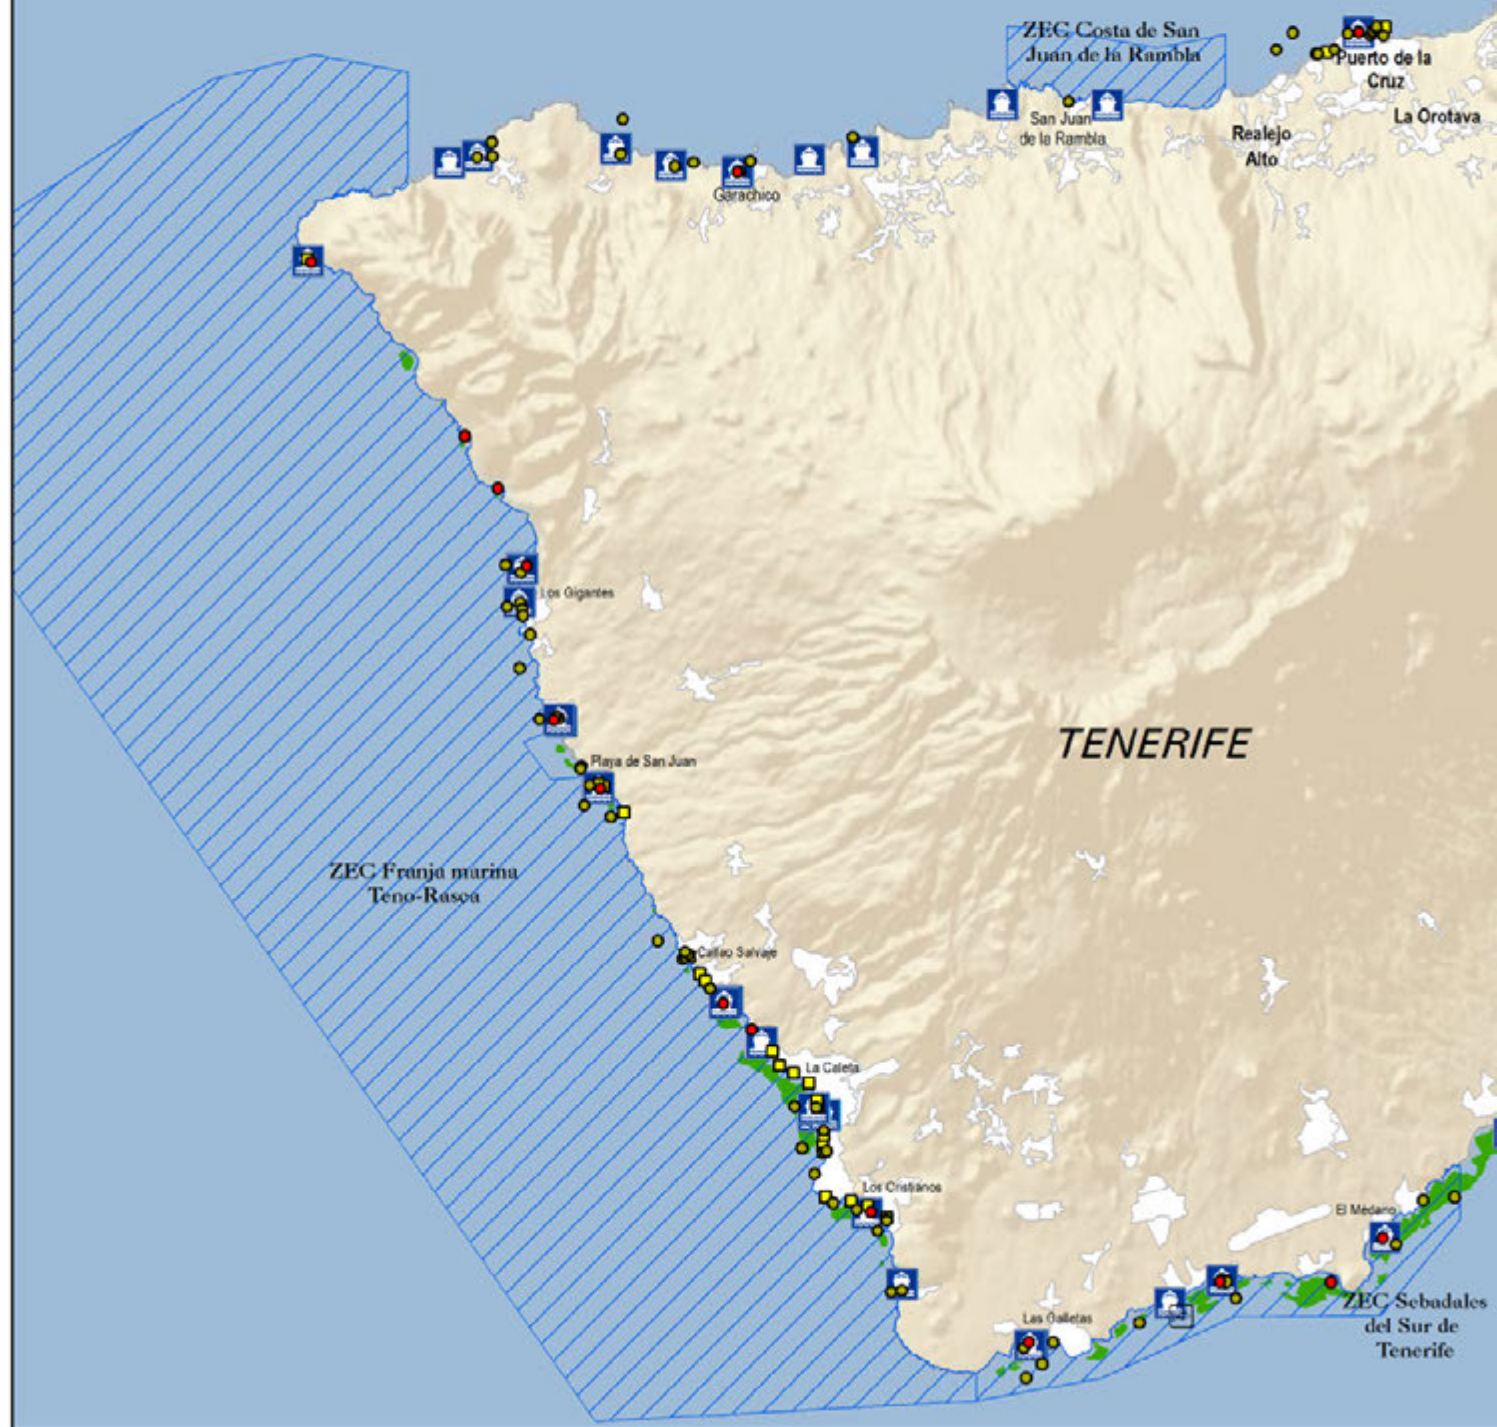 ZEC Costa de San
Juan de la Rambla
Puerto de la
Cruz
La Orotava
San Juan
de la Rambla
Realejo
Alto
Garachico
Los Gigantes
TENERIFE
Playa de San Juan
ZEC Franja marina
Teno-Rasca
Callao Salvaje
La Caleta
Los Cristianos
El Médano
ZEC Sebadales
del Sur de
Tenerife
Las Galletas